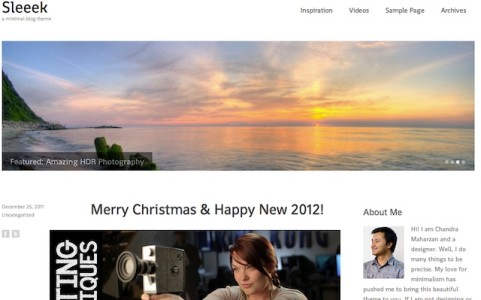 Sleeek
a minimal blog theme
Inspiration Videos Sample Page Archives
Featured: Amazing HDR Photography
December 25, 2011
Uncategorized
Merry Christmas & Happy New 2012!
TING
IQUES
About Me
Hi! I am Chandra
Maharzan and a
designer. Well, I do
many things to be
precise. My love for
minimalism has
pushed me to bring this beautiful
theme to you. If I am not designing or